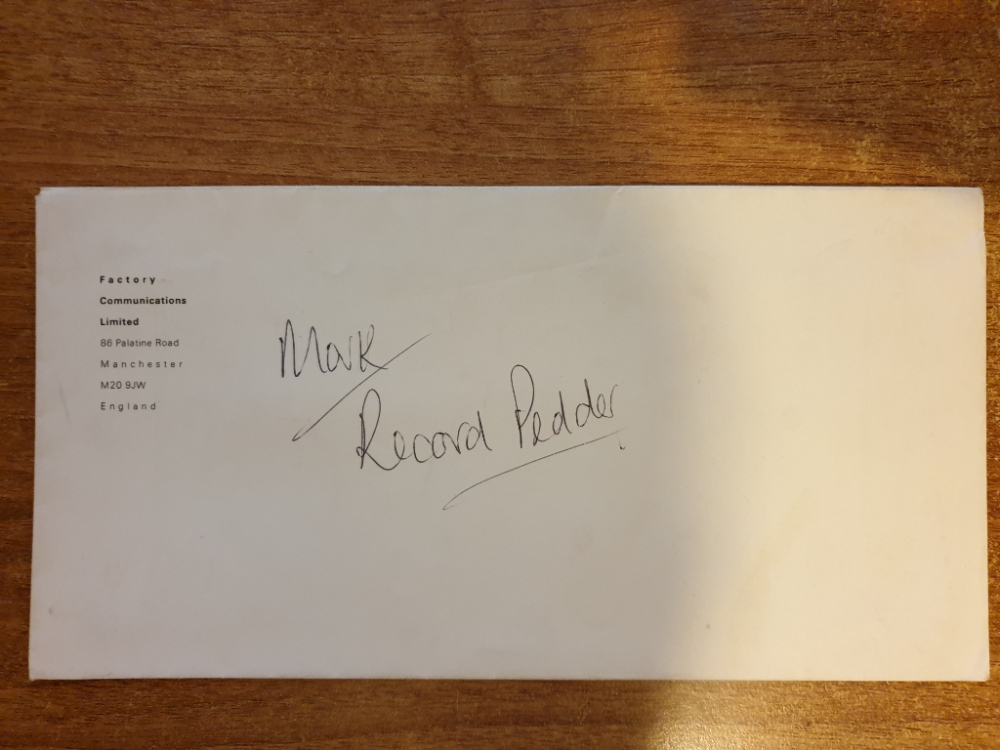 Factory
Communications
Limited
86 Palatine Road
Manchester
M20 9JW
England
Mark
Record Pedder